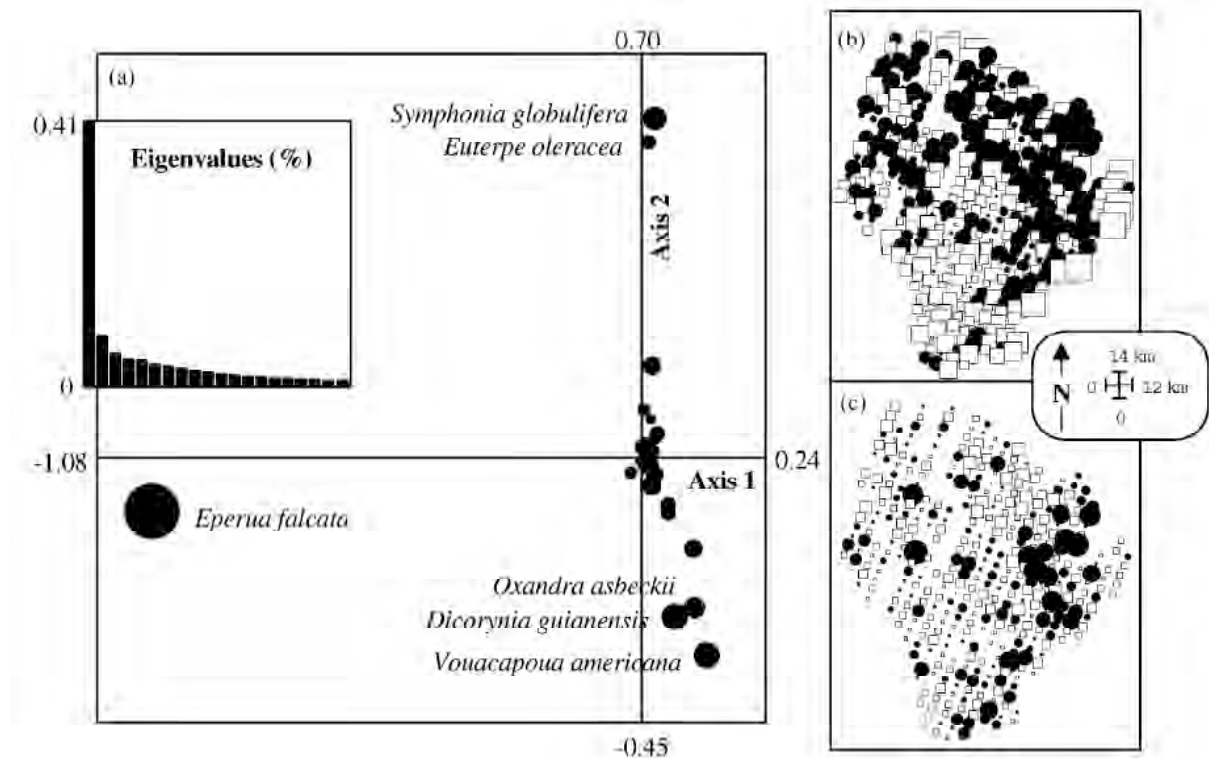 0.70
(a)
0.41
Eigenvalues (%)
0
Symphonia globulifera
Euterpe oleracea
Axis 2
-1.08
Axis 1
0.24
Eperua falcata
Oxandra asbeckii
Dicorynia guianensis
Vouacapoua americana
-0.45
(b)
14 km
N
0
12 km
0
(c)